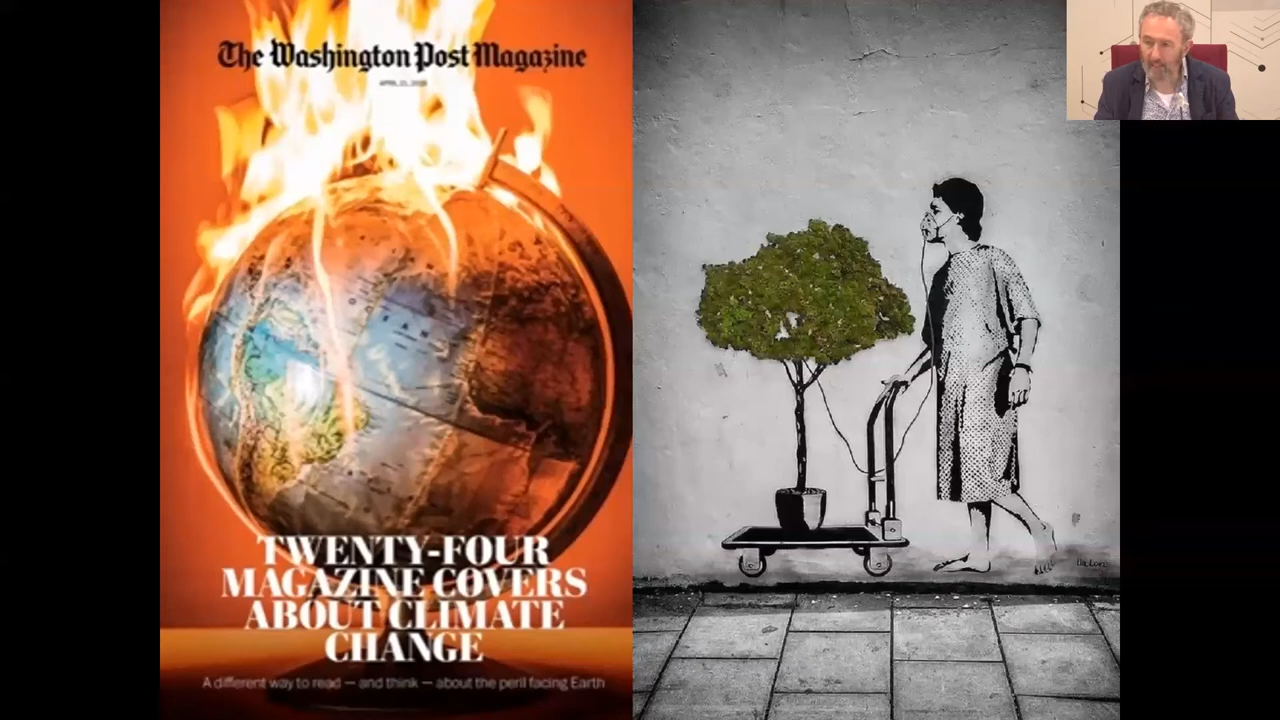 The Washington Post Magazine
TWENTY-FOUR
MAGAZINE COVERS
ABOUT CLIMATE
CHANGE
A different way to read — and think — about the peril facing Earth